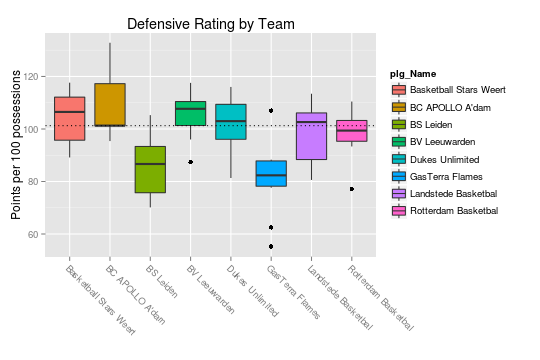 Defensive Rating by Team
Points per 100 possessions
120
100
80
60
Basketball Stars Weert
BC APOLLO A'dam
BS Leiden
BV Leeuwarden
Dukes Unlimited
GasTerra Flames
Landstede Basketbal
Rotterdam Basketbal
plg_Name
Basketball Stars Weert
BC APOLLO A'dam
BS Leiden
BV Leeuwarden
Dukes Unlimited
GasTerra Flames
Landstede Basketbal
Rotterdam Basketbal